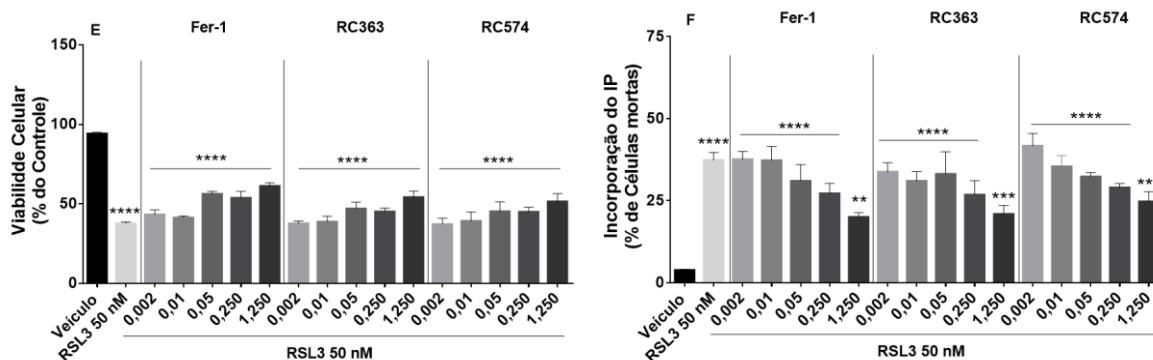 E
Fer-1
RC363
RC574
Viabilidde Celular
(% do Controle)
150
100
50
0
****
****
****
****
Veículo
RSL3 50 nM
0,002
0,01
0,05
0,250
1,250
0,002
0,01
0,05
0,250
1,250
0,002
0,01
0,05
0,250
1,250
RSL3 50 nM
F
Fer-1
RC363
RC574
Incorporação do IP
(% de Células mortas)
75
50
25
0
****
****
**
****
***
****
**
Veículo
RSL3 50 nM
0,002
0,01
0,05
0,250
1,250
0,002
0,01
0,05
0,250
1,250
0,002
0,01
0,05
0,250
1,250
RSL3 50 nM